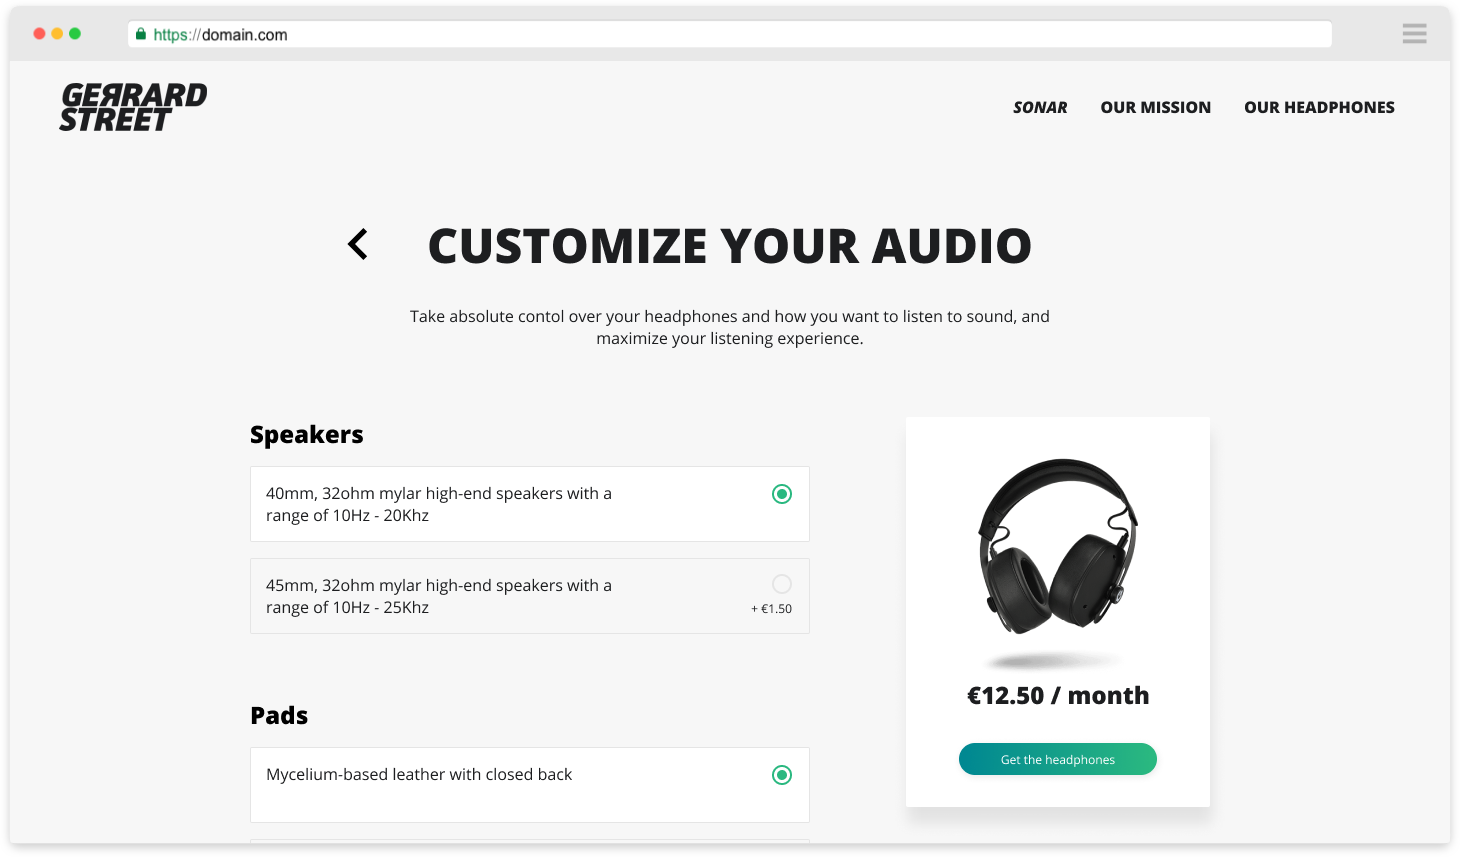 https://domain.com
GERRARD
STREET
SONAR OUR MISSION OUR HEADPHONES
CUSTOMIZE YOUR AUDIO
Take absolute contol over your headphones and how you want to listen to sound, and
maximize your listening experience.
Speakers
40mm, 32ohm mylar high-end speakers with a
range of 10Hz - 20Khz
45mm, 32ohm mylar high-end speakers with a
range of 10Hz - 25Khz
+ €1.50
Pads
Mycelium-based leather with closed back
€12.50 / month
Get the headphones